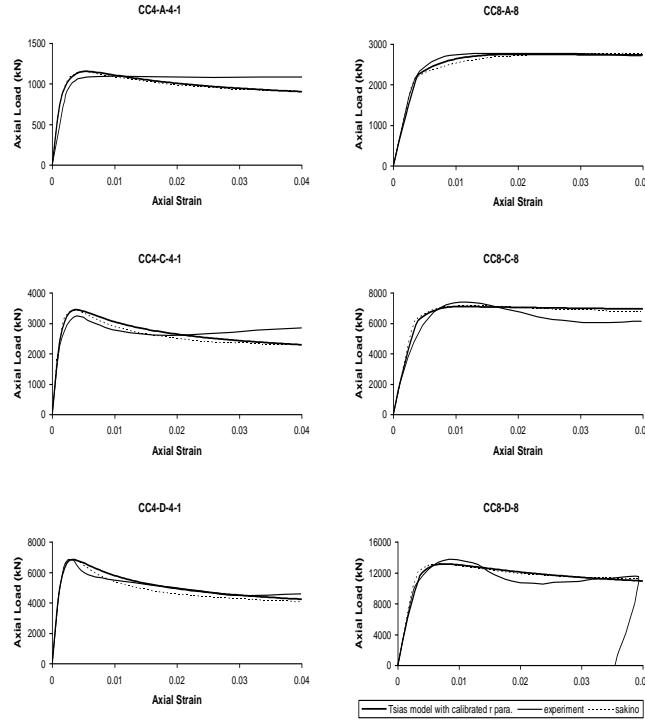 CC4-A-4-1
Axial Load (kN)
1500
1000
500
0
0 0.01 0.02 0.03 0.04
Axial Strain
CC8-A-8
Axial Load (kN)
3000
2000
1000
0
0 0.01 0.02 0.03 0.04
Axial Strain
CC4-C-4-1
Axial Load (kN)
4000
3000
2000
1000
0
0 0.01 0.02 0.03 0.04
Axial Strain
CC8-C-8
Axial Load (kN)
8000
6000
4000
2000
0
0 0.01 0.02 0.03 0.04
Axial Strain
CC4-D-4-1
Axial Load (kN)
8000
6000
4000
2000
0
0 0.01 0.02 0.03 0.04
Axial Strain
CC8-D-8
Axial Load (kN)
16000
12000
8000
4000
0
0 0.01 0.02 0.03 0.04
Axial Strain
Tsias model with calibrated r para. experiment sakino